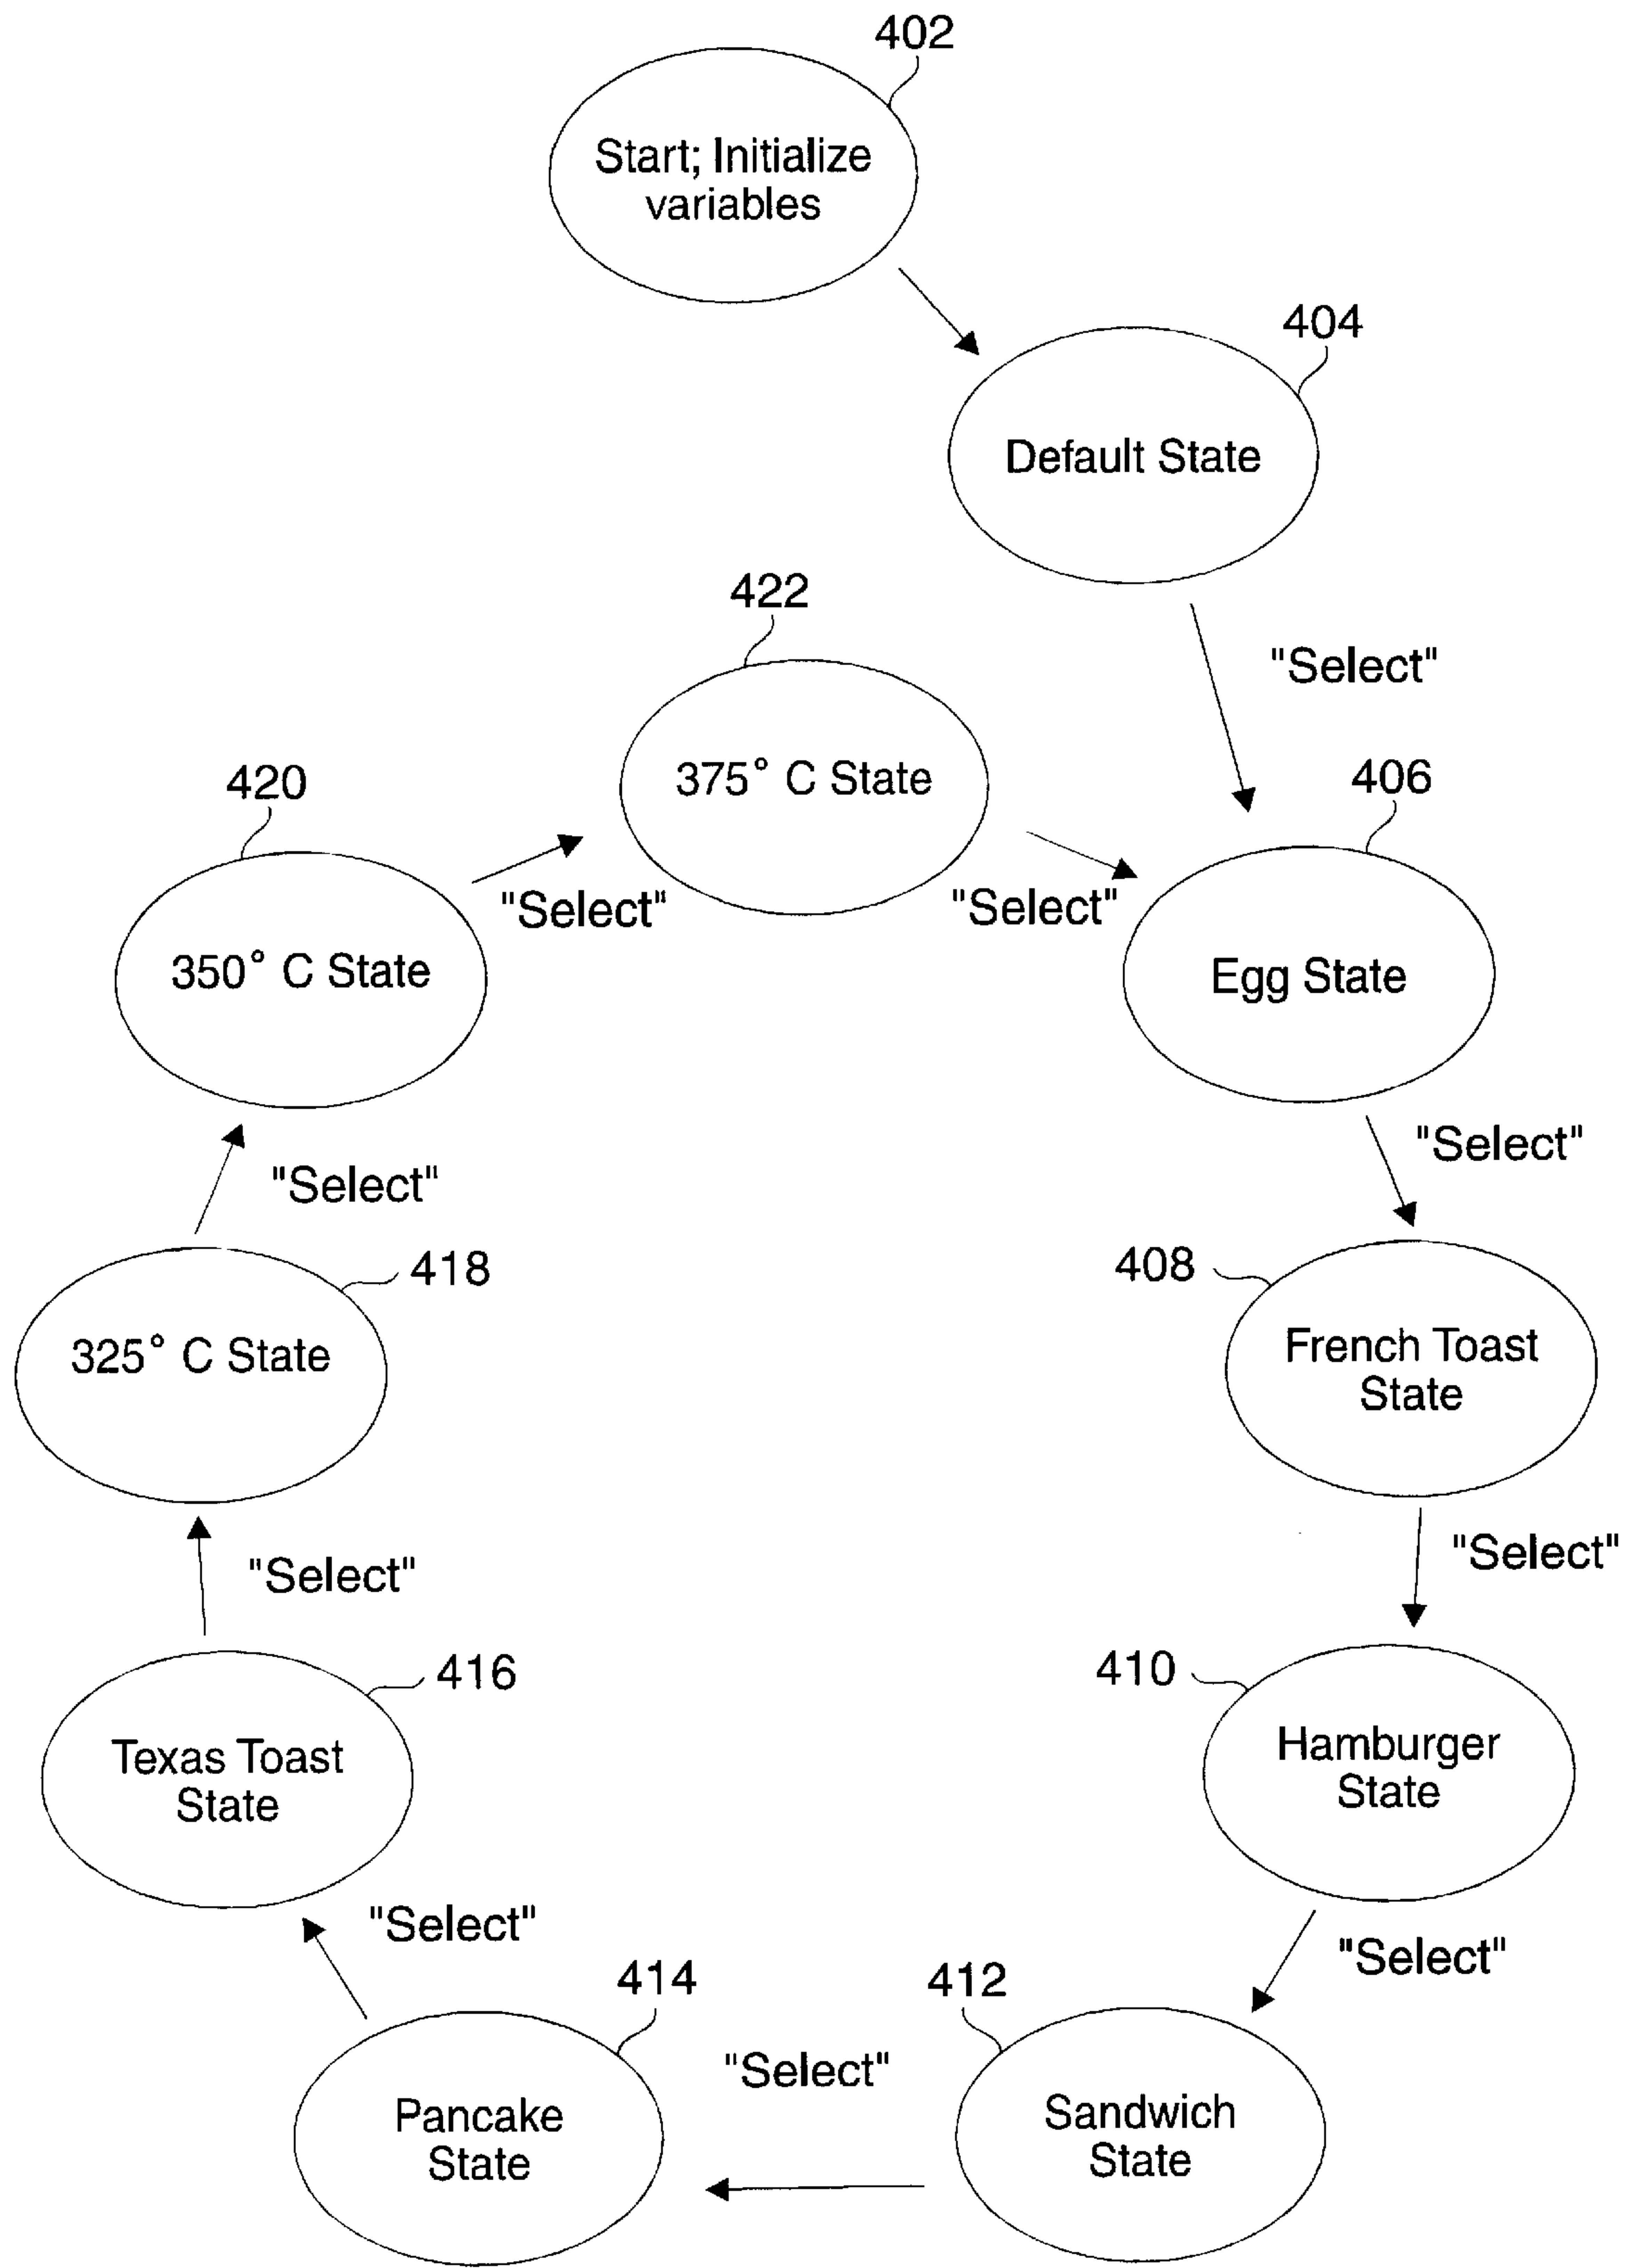 402
Start; Initialize
variables
404
Default State
"Select"
422
375° C State
"Select"
420
350° C State
"Select"
406
Egg State
"Select"
408
French Toast
State
"Select"
410
Hamburger
State
"Select"
412
Sandwich
State
"Select"
414
Pancake
State
"Select"
416
Texas Toast
State
"Select"
418
325° C State
"Select"